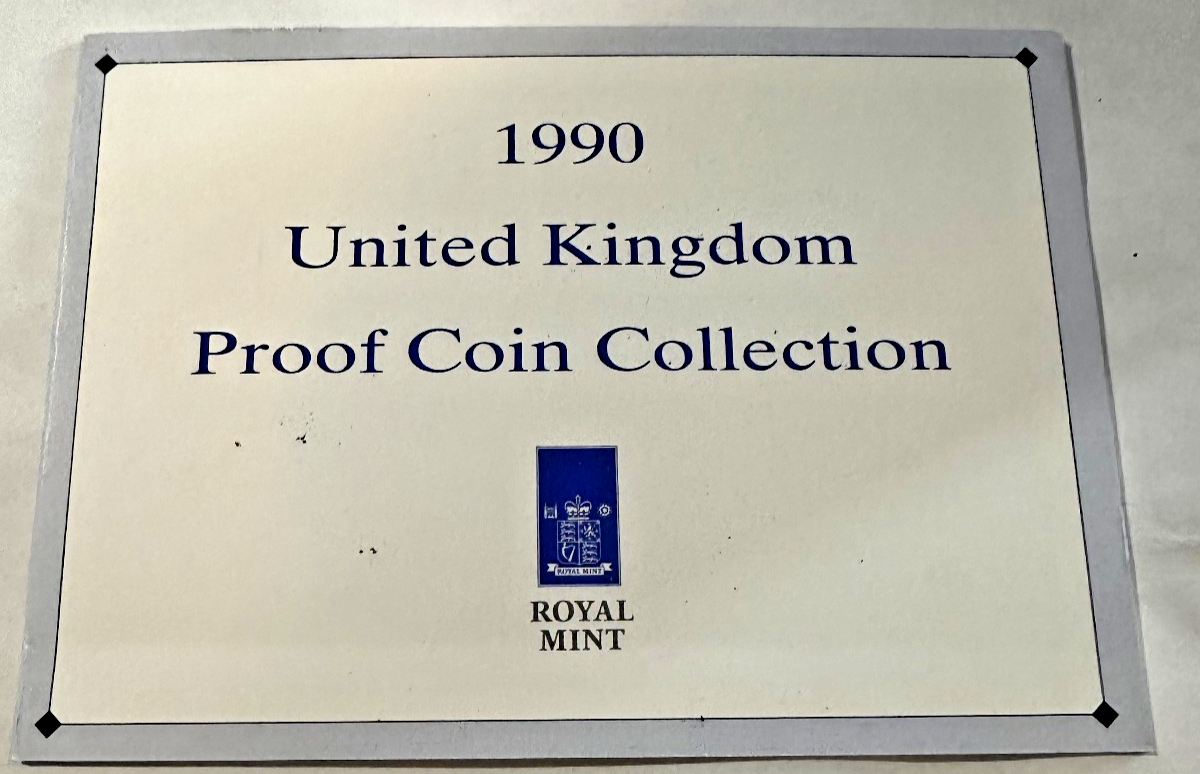 1990
United Kingdom
Proof Coin Collection
ROYAL MINT
ROYAL
MINT